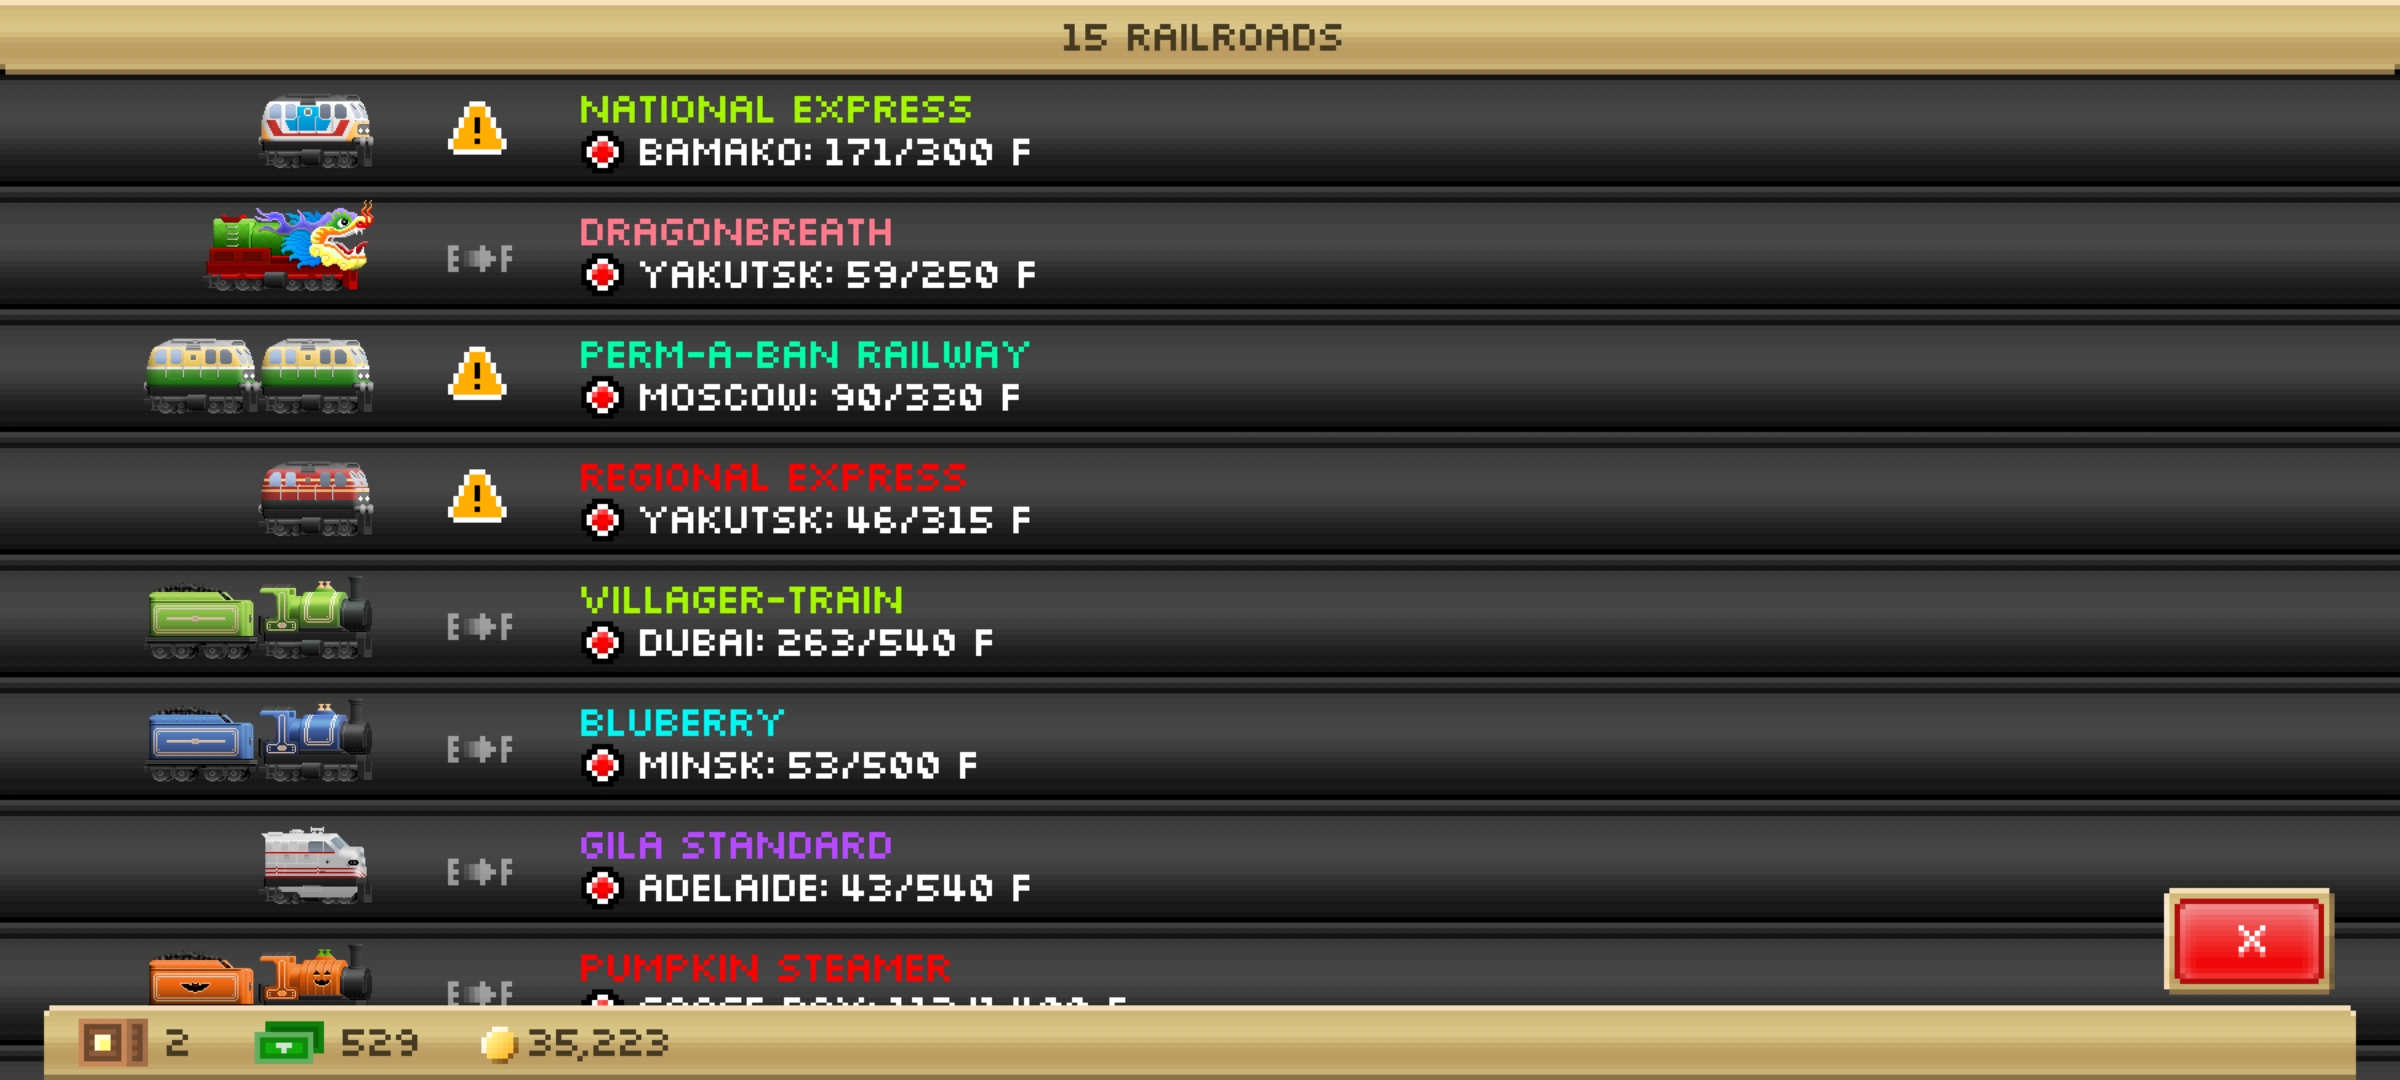 15 RAILROADS
NATIONAL EXPRESS
BAMAKO: 171/300 F
DRAGONBREATH
E F
YAKUTSK: 59/250 F
PERM-A-BAN RAILWAY
MOSCOW: 90/330 F
REGIONAL EXPRESS
YAKUTSK: 46/315 F
VILLAGER-TRAIN
E F
DUBAI: 263/540 F
BLUBERRY
E F
MINSK: 53/500 F
GILA STANDARD
E F
ADELAIDE: 43/540 F
PUMPKIN STEAMER
E F
X
2 529 35,223